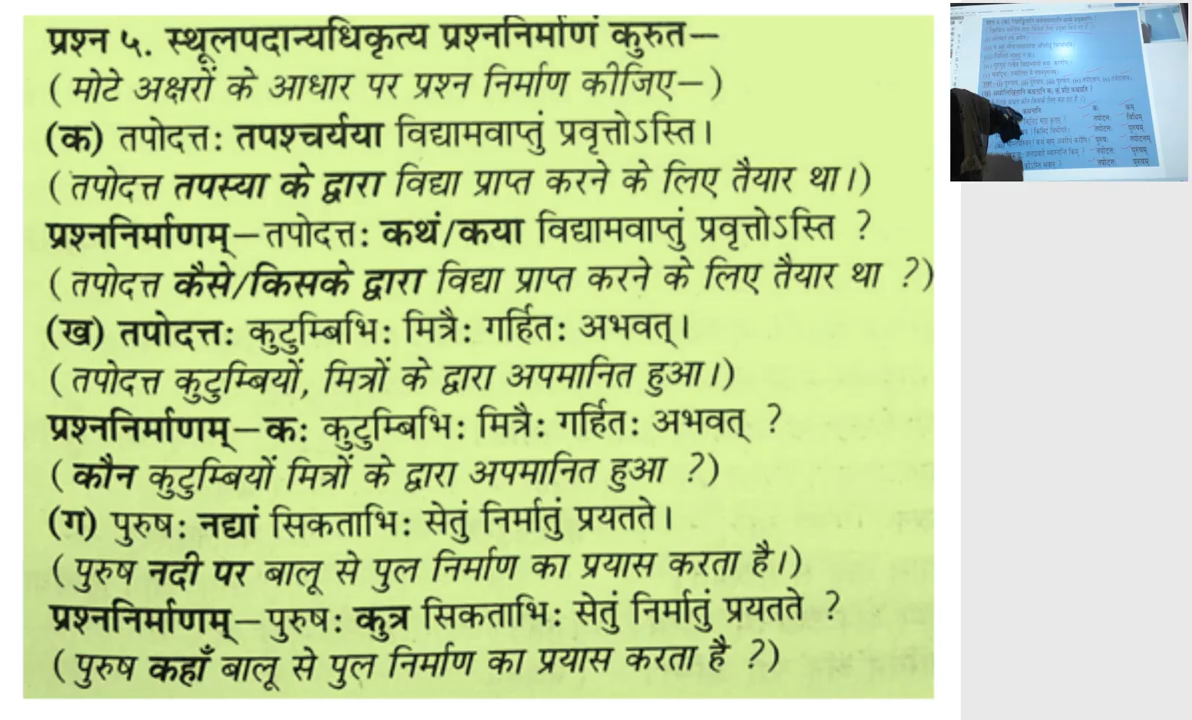 प्रश्न ५. स्थूलपदान्यधिकृत्य प्रश्ननिर्माणं कुरुत—
( मोटे अक्षरों के आधार पर प्रश्न निर्माण कीजिए—)
(क) तपोदत्तः तपश्चर्यया विद्यामवाप्तुं प्रवृत्तोऽस्ति।
( तपोदत्त तपस्या के द्वारा विद्या प्राप्त करने के लिए तैयार था।)
प्रश्ननिर्माणम्—तपोदत्तः कथं/कया विद्यामवाप्तुं प्रवृत्तोऽस्ति ?
( तपोदत्त कैसे/किसके द्वारा विद्या प्राप्त करने के लिए तैयार था ?)
(ख) तपोदत्तः कुटुम्बिभिः मित्रैः गर्हितः अभवत्।
( तपोदत्त कुटुम्बियों, मित्रों के द्वारा अपमानित हुआ।)
प्रश्ननिर्माणम्—कः कुटुम्बिभिः मित्रैः गर्हितः अभवत् ?
( कौन कुटुम्बियों मित्रों के द्वारा अपमानित हुआ ?)
(ग) पुरुषः नद्यां सिकताभिः सेतुं निर्मातुं प्रयतते।
( पुरुष नदी पर बालू से पुल निर्माण का प्रयास करता है।)
प्रश्ननिर्माणम्—पुरुषः कुत्र सिकताभिः सेतुं निर्मातुं प्रयतते ?
( पुरुष कहाँ बालू से पुल निर्माण का प्रयास करता है ?)